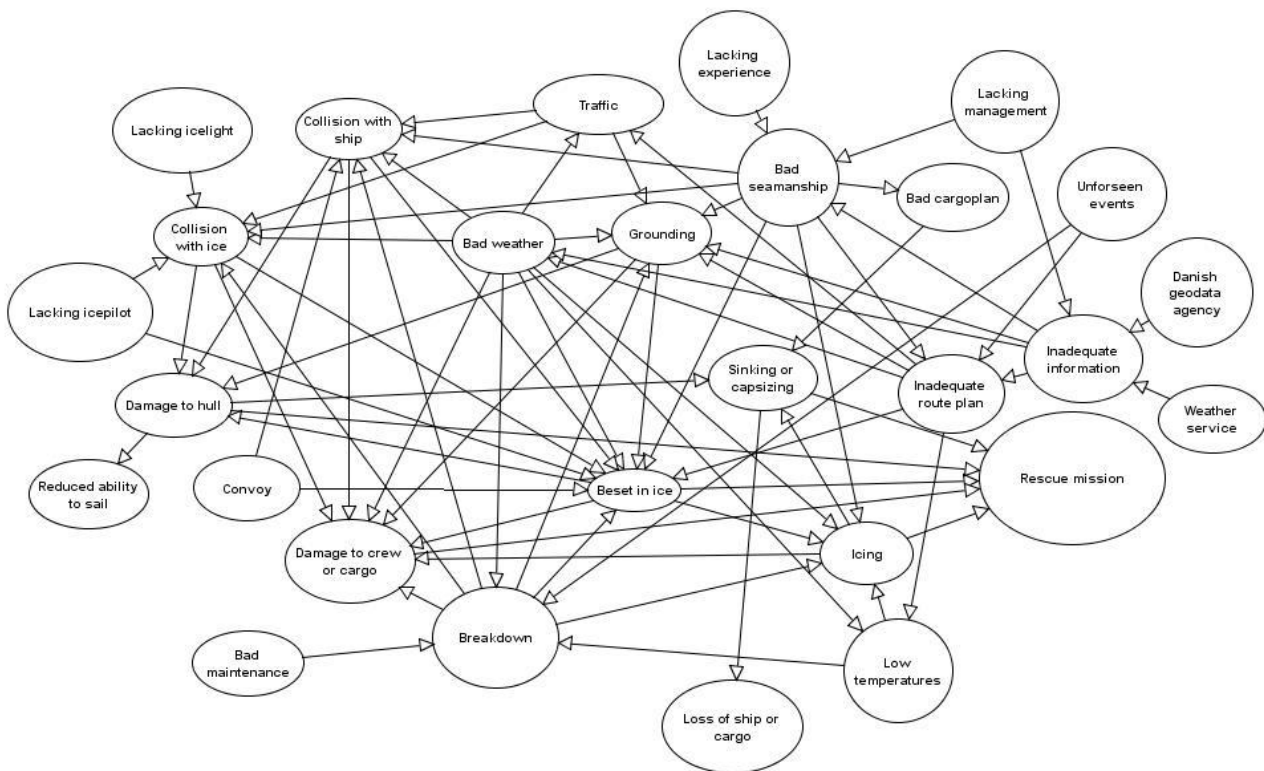 Lacking
experience
Lacking
management
Traffic
Collision with
ship
Lacking icelight
Bad
seamanship
Bad cargoplan
Unforseen
events
Collision
with ice
Bad weather
Grounding
Danish
geodata
agency
Lacking icepilot
Inadequate
information
Sinking or
capsizing
Inadequate
route plan
Damage to hull
Weather
service
Reduced ability
to sail
Convoy
Beset in ice
Rescue mission
Damage to crew
or cargo
Icing
Breakdown
Bad
maintenance
Low
temperatures
Loss of ship or
cargo